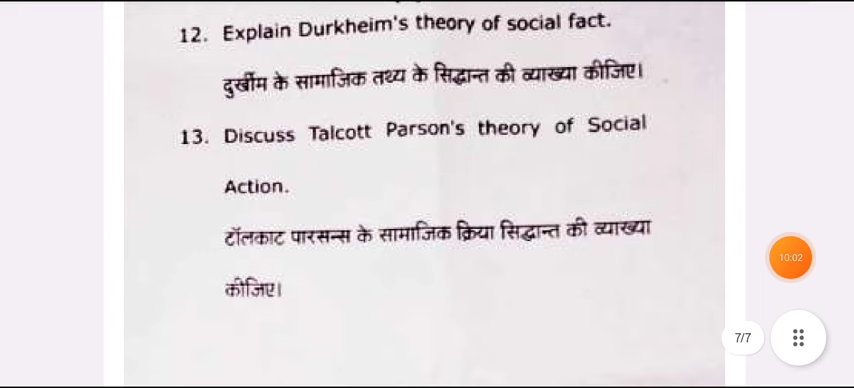 12. Explain Durkheim's theory of social fact.
दुर्खीम के सामाजिक तथ्य के सिद्धान्त की व्याख्या कीजिए।
13. Discuss Talcott Parson's theory of Social
Action.
टॉलकाट पारसन्स के सामाजिक क्रिया सिद्धान्त की व्याख्या
कीजिए।
10:02
7/7